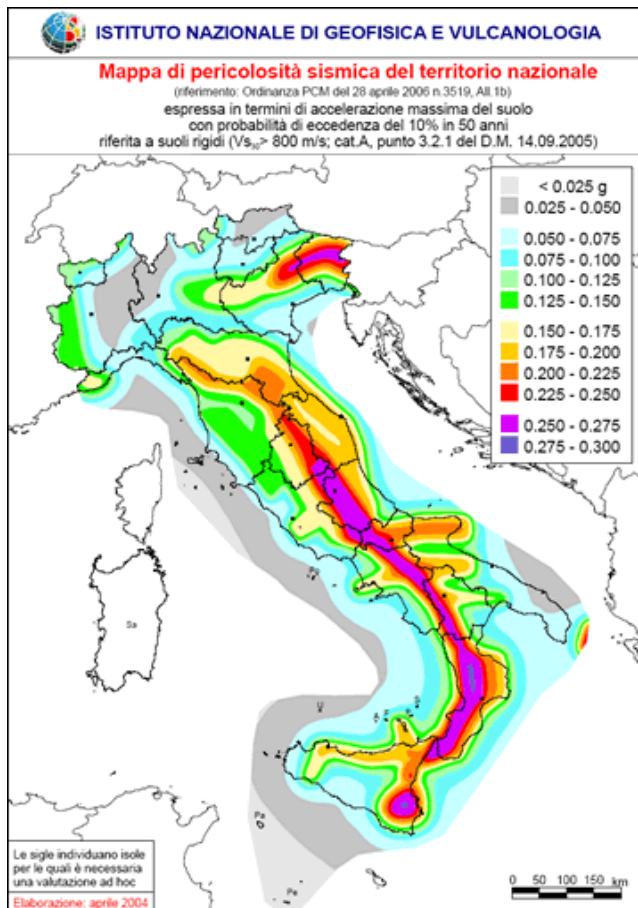 ISTITUTO NAZIONALE DI GEOFISICA E VULCANOLOGIA
Mappa di pericolosità sismica del territorio nazionale
(riferimento: Ordinanza PCM del 28 aprile 2006 n.3519, All.1b)
espressa in termini di accelerazione massima del suolo
con probabilità di eccedenza del 10% in 50 anni
riferita a suoli rigidi (Vs₃₀> 800 m/s; cat.A, punto 3.2.1 del D.M. 14.09.2005)
< 0.025 g
0.025 - 0.050
0.050 - 0.075
0.075 - 0.100
0.100 - 0.125
0.125 - 0.150
0.150 - 0.175
0.175 - 0.200
0.200 - 0.225
0.225 - 0.250
0.250 - 0.275
0.275 - 0.300
Sa
U
Pa
Pe
Le sigle individuano isole
per le quali è necessaria
una valutazione ad hoc
Elaborazione: aprile 2004
0 50 100 150 km